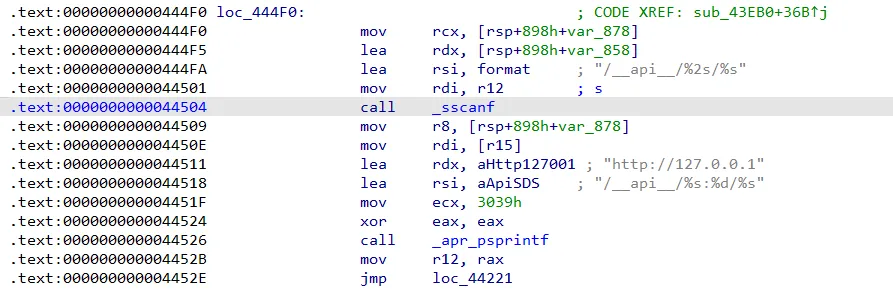 .text:00000000000444F0 loc_444F0: ; CODE XREF: sub_43EB0+36B↑j
.text:00000000000444F0 mov rcx, [rsp+898h+var_878]
.text:00000000000444F5 lea rdx, [rsp+898h+var_858]
.text:00000000000444FA lea rsi, format ; "/__api__/%2s/%s"
.text:0000000000044501 mov rdi, r12 ; s
.text:0000000000044504 call _sscanf
.text:0000000000044509 mov r8, [rsp+898h+var_878]
.text:000000000004450E mov rdi, [r15]
.text:0000000000044511 lea rdx, aHttp127001 ; "http://127.0.0.1"
.text:0000000000044518 lea rsi, aApiSDS ; "/__api__/%s:%d/%s"
.text:000000000004451F mov ecx, 3039h
.text:0000000000044524 xor eax, eax
.text:0000000000044526 call _apr_psprintf
.text:000000000004452B mov r12, rax
.text:000000000004452E jmp loc_44221